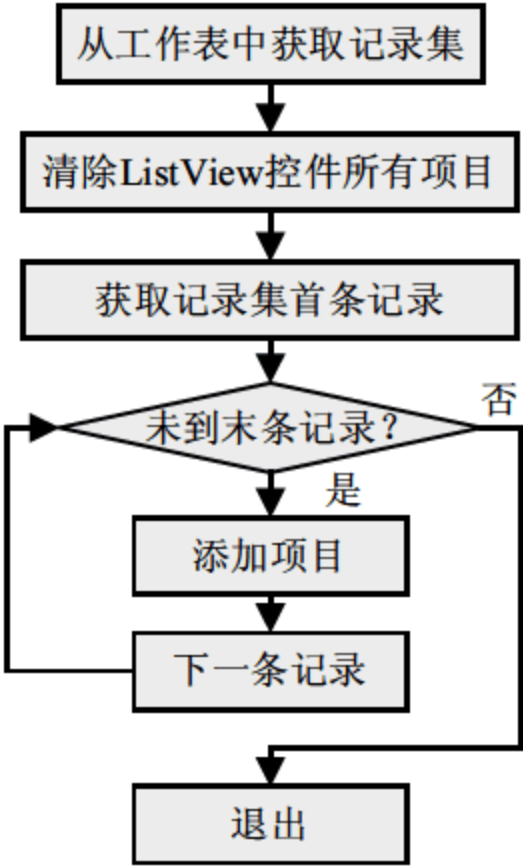 从工作表中获取记录集
清除ListView控件所有项目
获取记录集首条记录
否
未到末条记录?
是
添加项目
下一条记录
退出